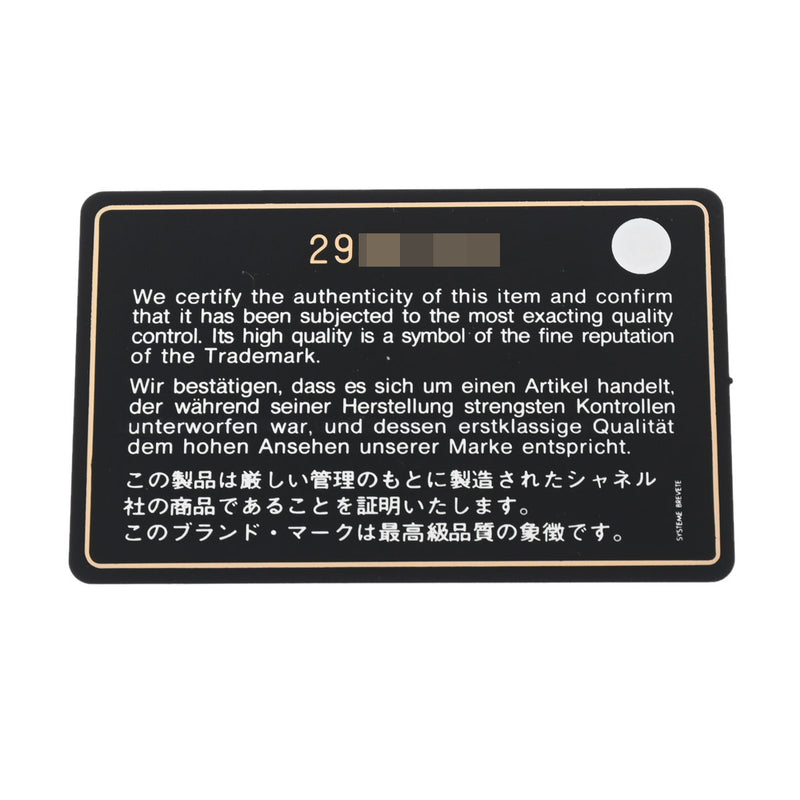 29
We certify the authenticity of this item and confirm
that it has been subjected to the most exacting quality
control. Its high quality is a symbol of the fine reputation
of the Trademark.
Wir bestätigen, dass es sich um einen Artikel handelt,
der während seiner Herstellung strengsten Kontrollen
unterworfen war, und dessen erstklassige Qualität
dem hohen Ansehen unserer Marke entspricht.
この製品は厳しい管理のもとに製造されたシャネル
社の商品であることを証明いたします。
このブランド・マークは最高級品質の象徴です。
SYSTEME BREVETE